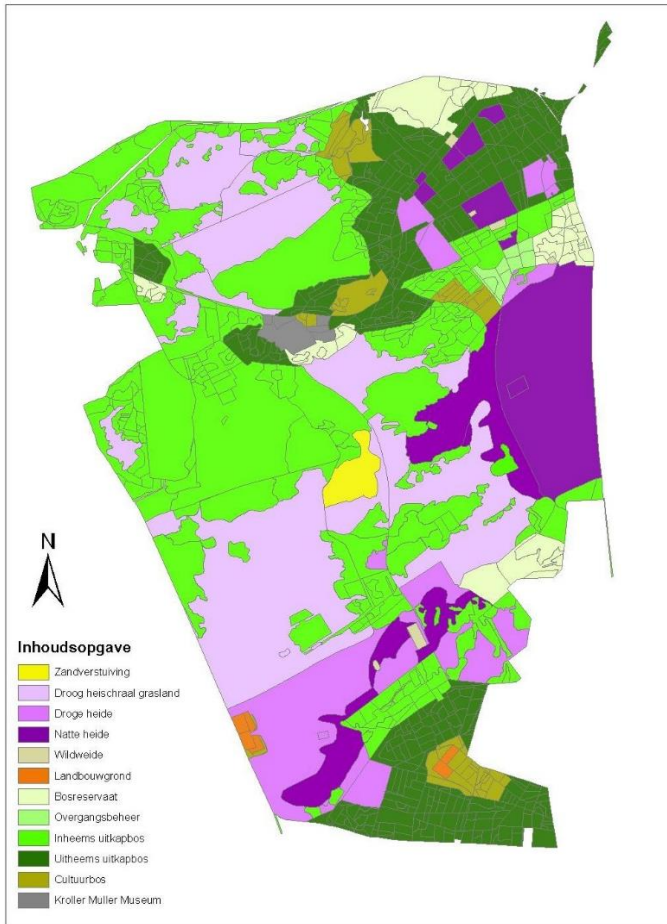 N
Inhoudsopgave
Zandverstuiving
Droog heischraal grasland
Droge heide
Natte heide
Wildweide
Landbouwgrond
Bosreservaat
Overgangsbeheer
Inheems uitkapbos
Uitheems uitkapbos
Cultuurbos
Kroller Muller Museum